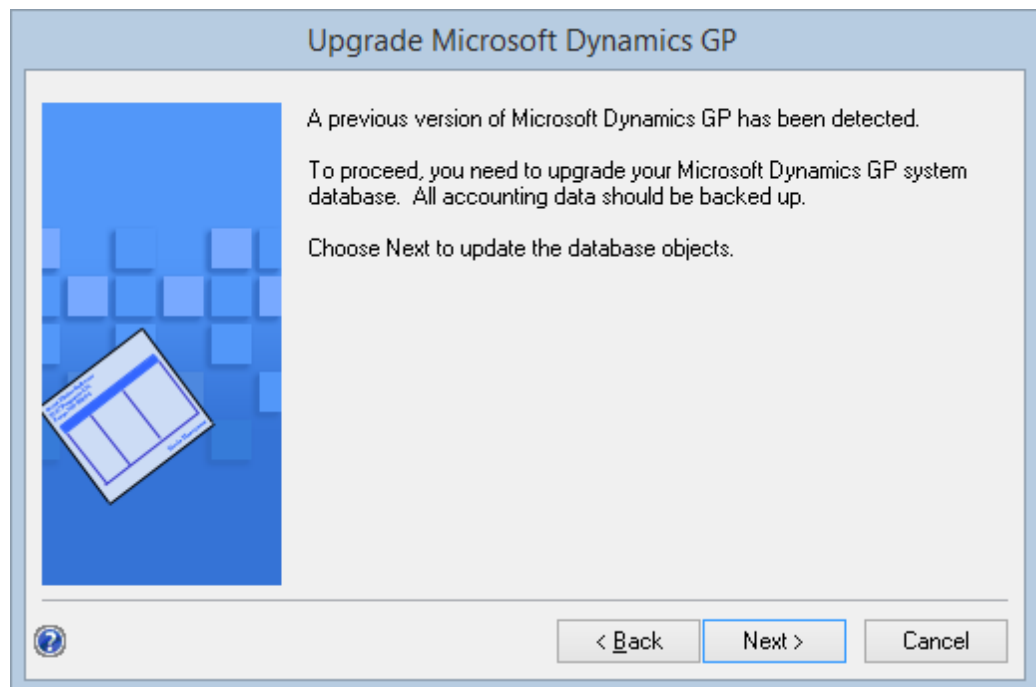 Upgrade Microsoft Dynamics GP
A previous version of Microsoft Dynamics GP has been detected.
To proceed, you need to upgrade your Microsoft Dynamics GP system
database.  All accounting data should be backed up.
Choose Next to update the database objects.
?
< Back
Next >
Cancel